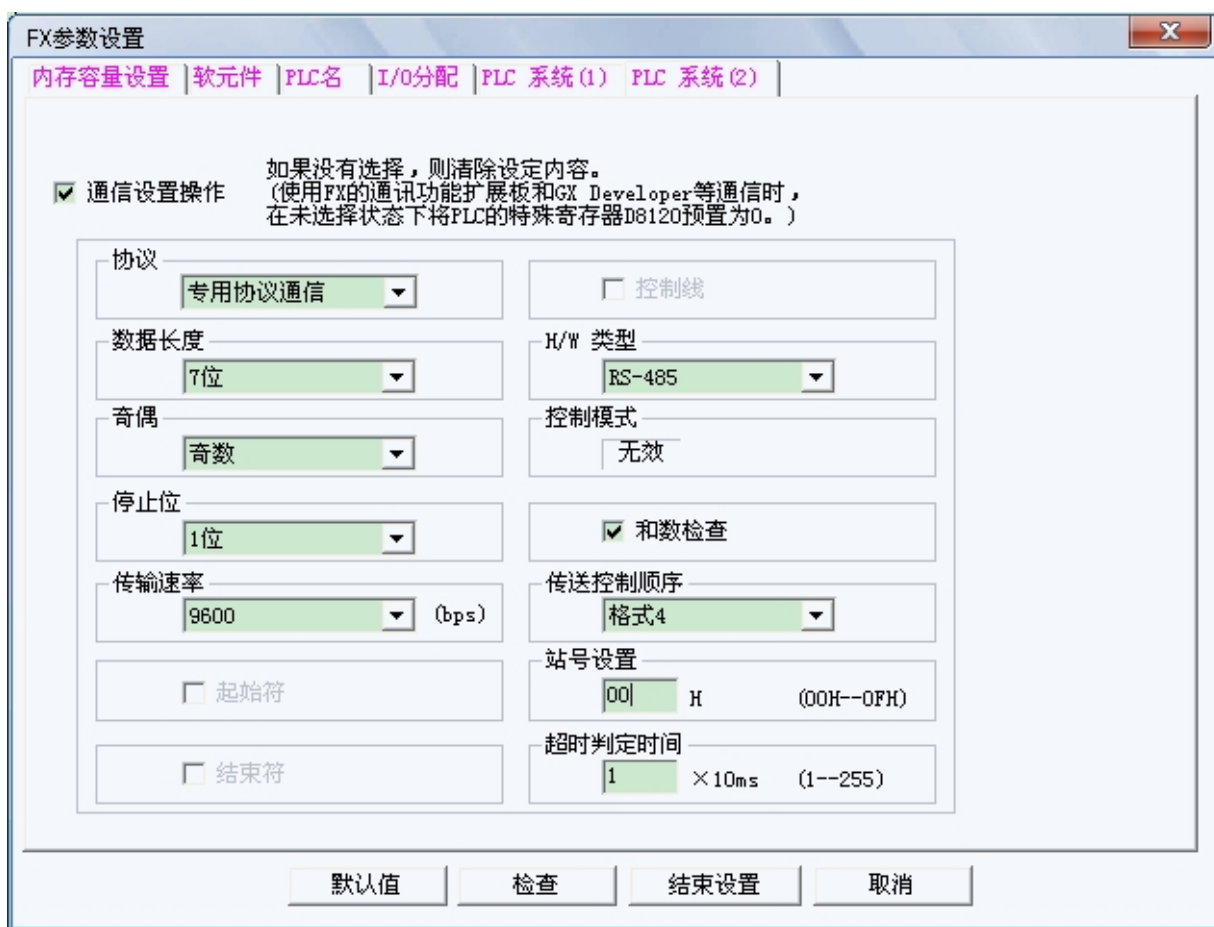 FX参数设置
内存容量设置 软元件 PLC名 I/O分配 PLC 系统(1) PLC 系统(2)
如果没有选择，则清除设定内容。
通信设置操作 (使用FX的通讯功能扩展板和GX Developer等通信时，
在未选择状态下将PLC的特殊寄存器D8120预置为0。)
协议
专用协议通信 控制线
数据长度 H/W 类型
7位 RS-485
奇偶 控制模式
奇数 无效
停止位
1位 和数检查
传输速率 传送控制顺序
9600 (bps) 格式4
站号设置
起始符 00 H (00H--0FH)
超时判定时间
结束符 1 ×10ms (1--255)
默认值 检查 结束设置 取消